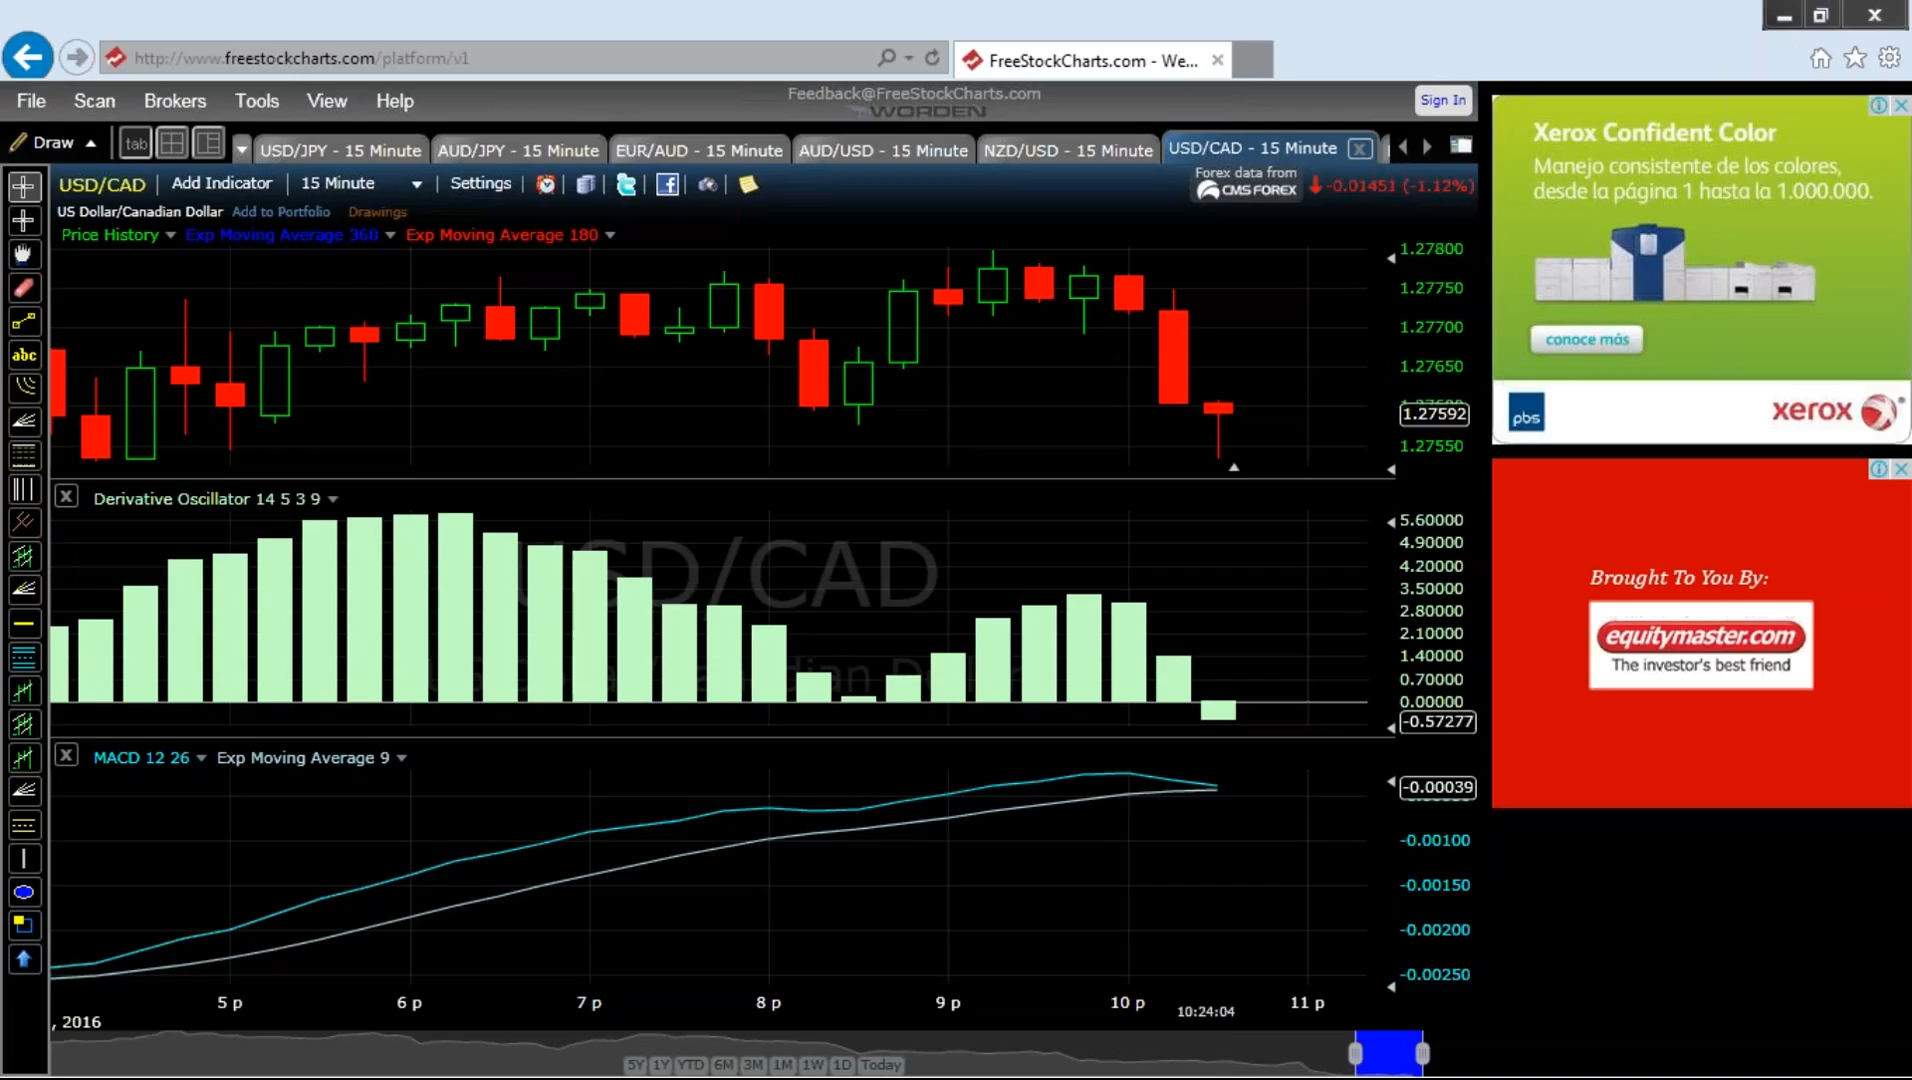 http://www.freestockcharts.com/platform/v1
FreeStockCharts.com - We...
File Scan Brokers Tools View Help
Feedback@FreeStockCharts.com
WORDEN
Sign In
Draw
tab
USD/JPY - 15 Minute
AUD/JPY - 15 Minute
EUR/AUD - 15 Minute
AUD/USD - 15 Minute
NZD/USD - 15 Minute
USD/CAD - 15 Minute
USD/CAD Add Indicator 15 Minute Settings
Forex data from
CMS FOREX
-0.01451 (-1.12%)
US Dollar/Canadian Dollar Add to Portfolio Drawings
Price History Exp Moving Average 360 Exp Moving Average 180
abc
1.27800
1.27750
1.27700
1.27650
1.27592
1.27550
Derivative Oscillator 14 5 3 9
USD/CAD
5.60000
4.90000
4.20000
3.50000
2.80000
2.10000
1.40000
0.70000
0.00000
-0.57277
MACD 12 26 Exp Moving Average 9
-0.00039
-0.00100
-0.00150
-0.00200
-0.00250
5 p 6 p 7 p 8 p 9 p 10 p 11 p
10:24:04
, 2016
5Y 1Y YTD 6M 3M 1M 1W 1D Today
Xerox Confident Color
Manejo consistente de los colores,
desde la página 1 hasta la 1.000.000.
conoce más
pbs
xerox
Brought To You By:
equitymaster.com
The investor's best friend